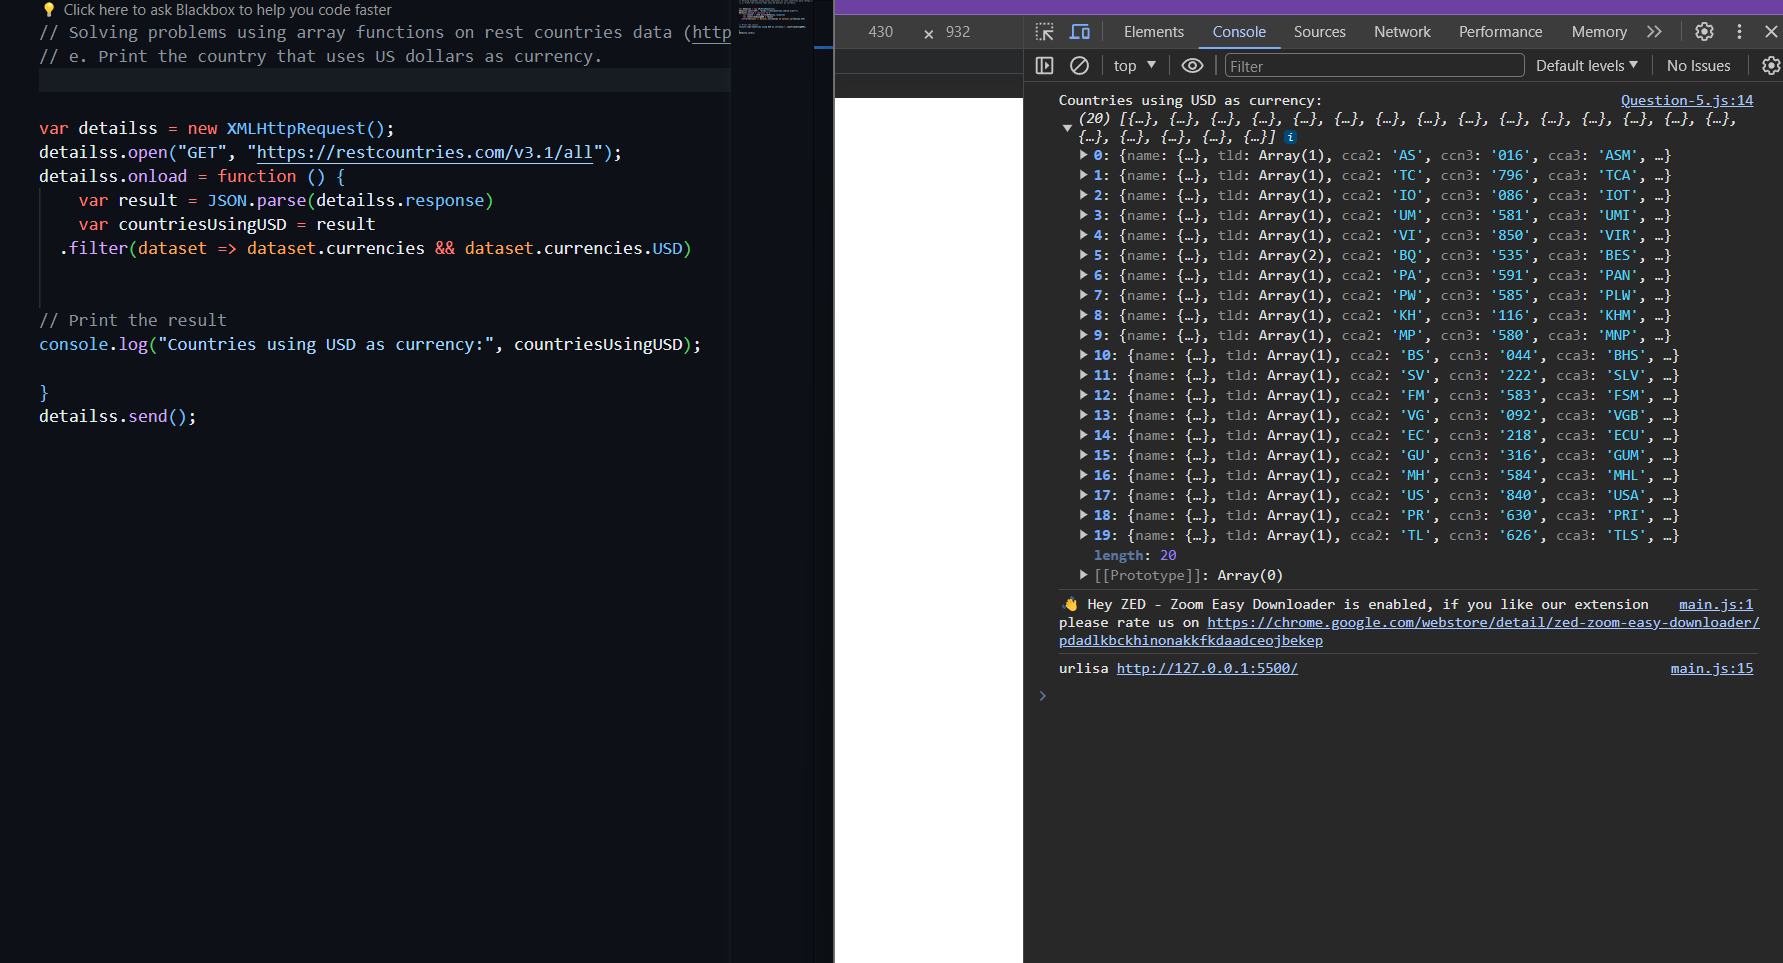 Click here to ask Blackbox to help you code faster
// Solving problems using array functions on rest countries data (http
// e. Print the country that uses US dollars as currency.
var detailss = new XMLHttpRequest();
detailss.open("GET", "https://restcountries.com/v3.1/all");
detailss.onload = function () {
var result = JSON.parse(detailss.response)
var countriesUsingUSD = result
.filter(dataset => dataset.currencies && dataset.currencies.USD)
// Print the result
console.log("Countries using USD as currency:", countriesUsingUSD);
}
detailss.send();
430 × 932
Elements Console Sources Network Performance Memory
top Filter Default levels No Issues
Countries using USD as currency: Question-5.js:14
(20) [{…}, {…}, {…}, {…}, {…}, {…}, {…}, {…}, {…}, {…}, {…}, {…}, {…}, {…}, {…},
{…}, {…}, {…}, {…}, {…}] i
0: {name: {…}, tld: Array(1), cca2: 'AS', ccn3: '016', cca3: 'ASM', …}
1: {name: {…}, tld: Array(1), cca2: 'TC', ccn3: '796', cca3: 'TCA', …}
2: {name: {…}, tld: Array(1), cca2: 'IO', ccn3: '086', cca3: 'IOT', …}
3: {name: {…}, tld: Array(1), cca2: 'UM', ccn3: '581', cca3: 'UMI', …}
4: {name: {…}, tld: Array(1), cca2: 'VI', ccn3: '850', cca3: 'VIR', …}
5: {name: {…}, tld: Array(2), cca2: 'BQ', ccn3: '535', cca3: 'BES', …}
6: {name: {…}, tld: Array(1), cca2: 'PA', ccn3: '591', cca3: 'PAN', …}
7: {name: {…}, tld: Array(1), cca2: 'PW', ccn3: '585', cca3: 'PLW', …}
8: {name: {…}, tld: Array(1), cca2: 'KH', ccn3: '116', cca3: 'KHM', …}
9: {name: {…}, tld: Array(1), cca2: 'MP', ccn3: '580', cca3: 'MNP', …}
10: {name: {…}, tld: Array(1), cca2: 'BS', ccn3: '044', cca3: 'BHS', …}
11: {name: {…}, tld: Array(1), cca2: 'SV', ccn3: '222', cca3: 'SLV', …}
12: {name: {…}, tld: Array(1), cca2: 'FM', ccn3: '583', cca3: 'FSM', …}
13: {name: {…}, tld: Array(1), cca2: 'VG', ccn3: '092', cca3: 'VGB', …}
14: {name: {…}, tld: Array(1), cca2: 'EC', ccn3: '218', cca3: 'ECU', …}
15: {name: {…}, tld: Array(1), cca2: 'GU', ccn3: '316', cca3: 'GUM', …}
16: {name: {…}, tld: Array(1), cca2: 'MH', ccn3: '584', cca3: 'MHL', …}
17: {name: {…}, tld: Array(1), cca2: 'US', ccn3: '840', cca3: 'USA', …}
18: {name: {…}, tld: Array(1), cca2: 'PR', ccn3: '630', cca3: 'PRI', …}
19: {name: {…}, tld: Array(1), cca2: 'TL', ccn3: '626', cca3: 'TLS', …}
length: 20
[[Prototype]]: Array(0)
👋 Hey ZED - Zoom Easy Downloader is enabled, if you like our extension main.js:1
please rate us on https://chrome.google.com/webstore/detail/zed-zoom-easy-downloader/
pdadlkbckhinonakkfkdaadceojbekep
urlisa http://127.0.0.1:5500/ main.js:15